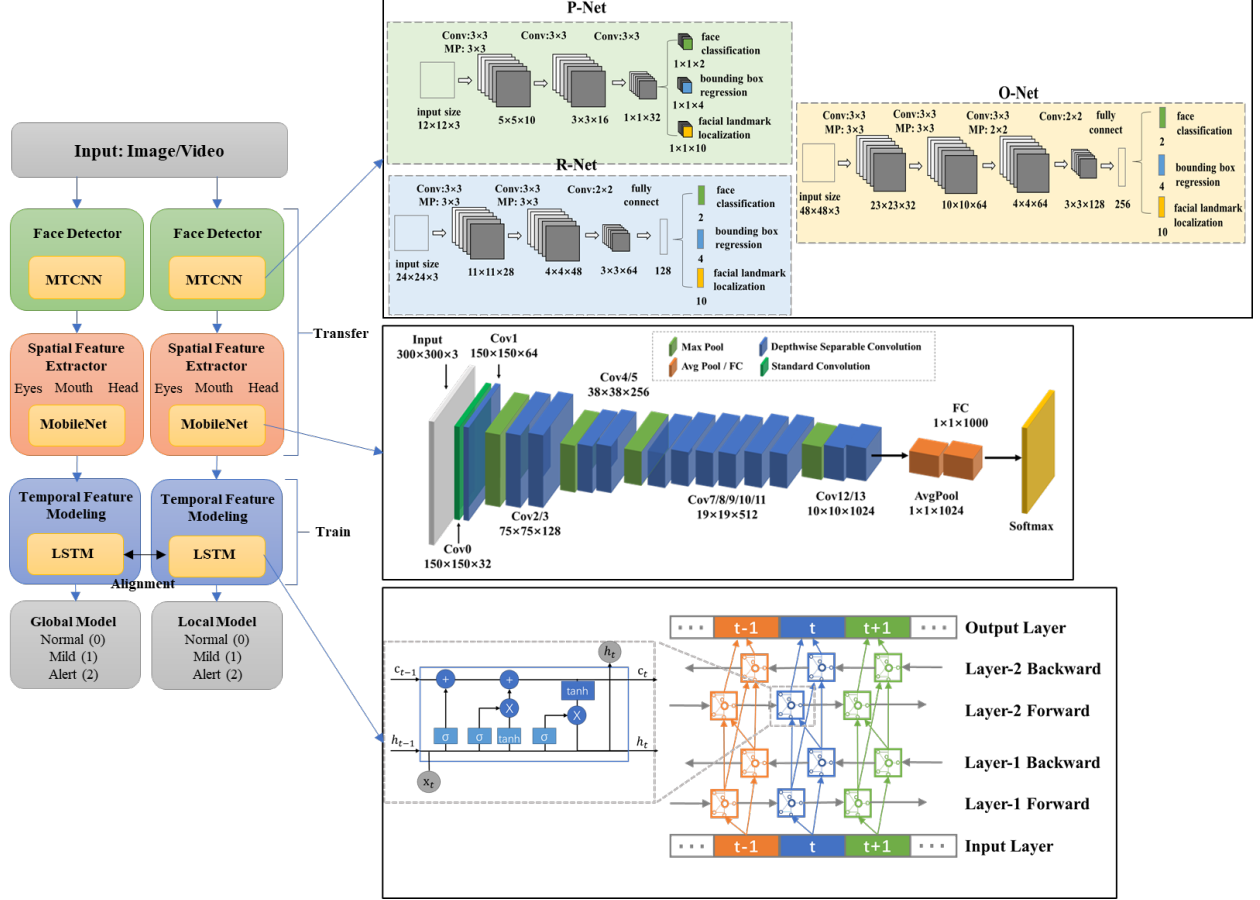 Input: Image/Video
Face Detector
MTCNN
Face Detector
MTCNN
Spatial Feature
Extractor
Eyes Mouth Head
MobileNet
Spatial Feature
Extractor
Eyes Mouth Head
MobileNet
Transfer
Temporal Feature
Modeling
LSTM
Temporal Feature
Modeling
LSTM
Alignment
Train
Global Model
Normal (0)
Mild (1)
Alert (2)
Local Model
Normal (0)
Mild (1)
Alert (2)
P-Net
Conv:3×3
MP: 3×3
Conv:3×3
Conv:3×3
input size
12×12×3
5×5×10
3×3×16
1×1×32
face
classification
1×1×2
bounding box
regression
1×1×4
facial landmark
localization
1×1×10
R-Net
Conv:3×3
MP: 3×3
Conv:3×3
MP: 3×3
Conv:2×2
fully
connect
input size
24×24×3
11×11×28
4×4×48
3×3×64
128
face
classification
2
bounding box
regression
4
facial landmark
localization
10
O-Net
Conv:3×3
MP: 3×3
Conv:3×3
MP: 3×3
Conv:3×3
MP: 2×2
Conv:2×2
fully
connect
input size
48×48×3
23×23×32
10×10×64
4×4×64
3×3×128
256
face
classification
2
bounding box
regression
4
facial landmark
localization
10
Input
300×300×3
Cov1
150×150×64
Cov0
150×150×32
Cov2/3
75×75×128
Cov4/5
38×38×256
Cov7/8/9/10/11
19×19×512
Cov12/13
10×10×1024
AvgPool
1×1×1024
FC
1×1×1000
Softmax
Max Pool
Depthwise Separable Convolution
Avg Pool / FC
Standard Convolution
c t-1
h t-1
x t
σ
σ
tanh
σ
+
+
X
X
tanh
h t
c t
h t
··· t-1 t t+1 ···
Output Layer
Layer-2 Backward
Layer-2 Forward
Layer-1 Backward
Layer-1 Forward
··· t-1 t t+1 ···
Input Layer